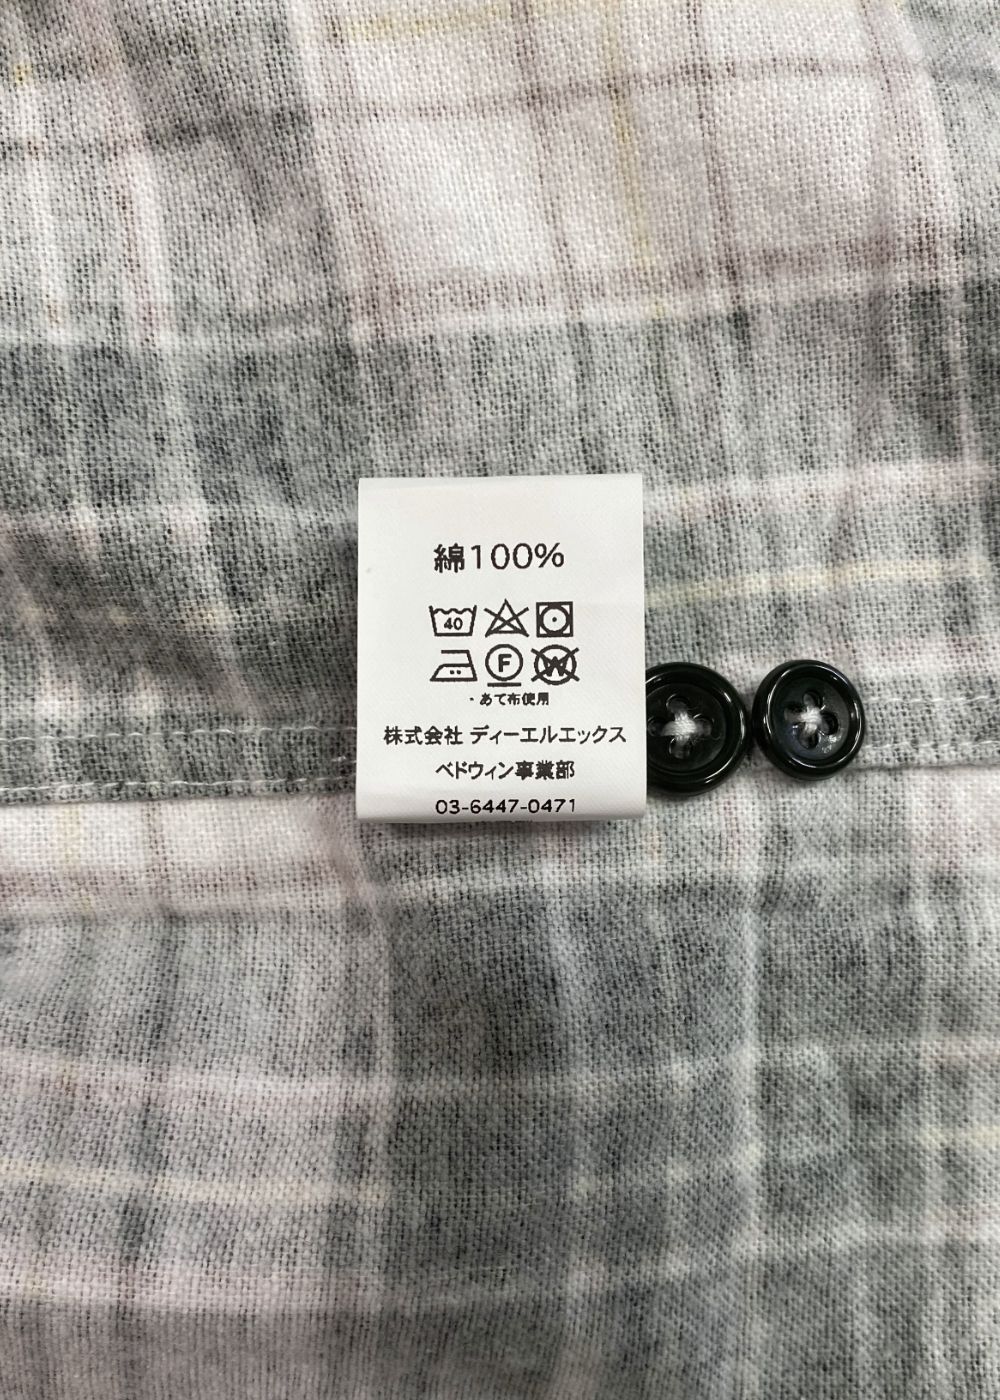 綿100%
40
F W
・あて布使用
株式会社 ディーエルエックス
ベドウィン事業部
03-6447-0471